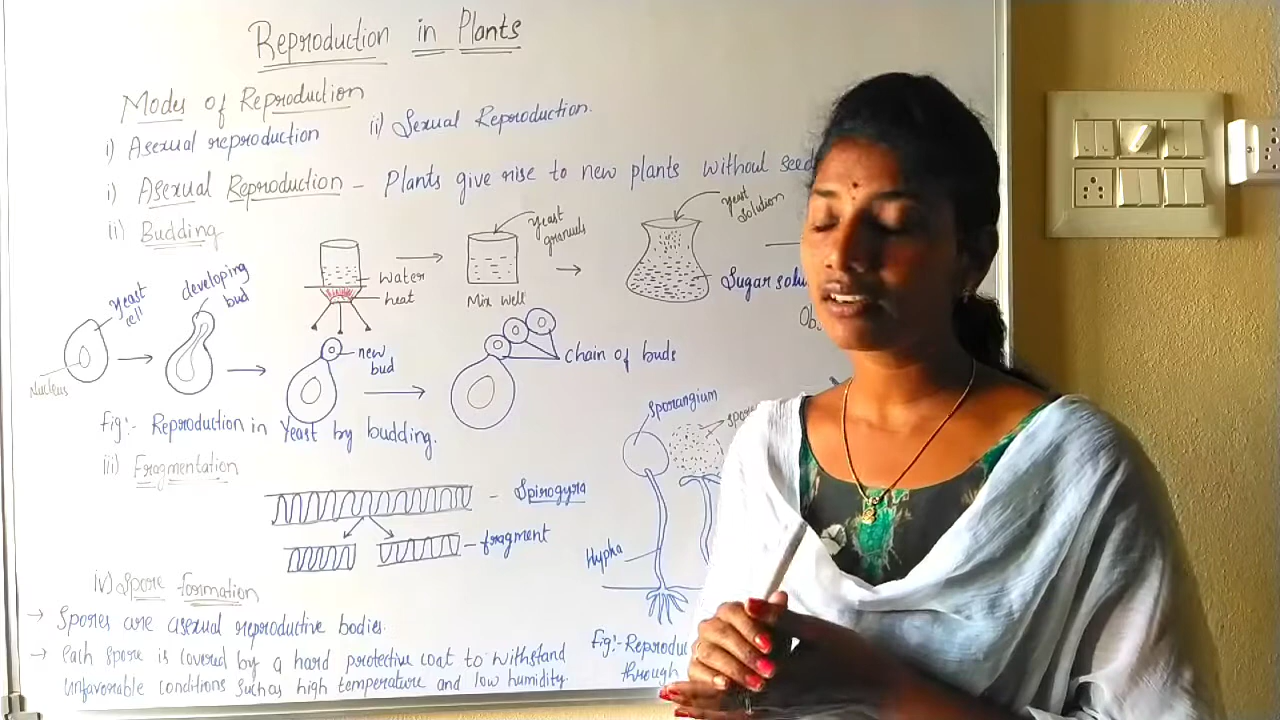 Reproduction in Plants
Modes of Reproduction
i) Asexual reproduction ii) Sexual Reproduction.
i) Asexual Reproduction - Plants give rise to new plants without seed
ii) Budding
Water
heat
Yeast granuls
Mix well
Yeast solution
Sugar solu
Obs
Yeast cell
Nucleus
developing bud
new bud
chain of buds
Fig:- Reproduction in Yeast by budding.
iii) Fragmentation
Spirogyra
fragment
Sporangium
spore
Hypha
Fig:- Reproduc
through
iv) Spore formation
→ Spores are asexual reproductive bodies.
→ Each spore is covered by a hard protective coat to withstand
unfavorable conditions such as high temperature and low humidity.